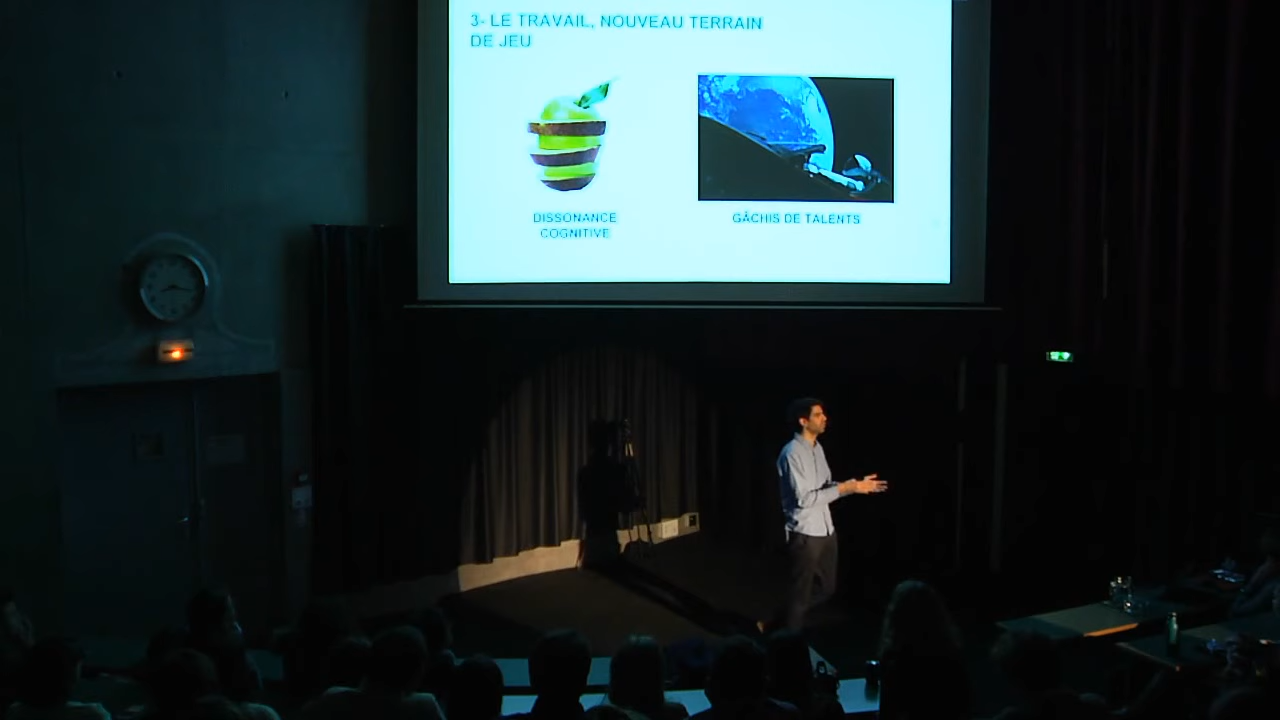 3- LE TRAVAIL, NOUVEAU TERRAIN
DE JEU
DISSONANCE
COGNITIVE
GÂCHIS DE TALENTS